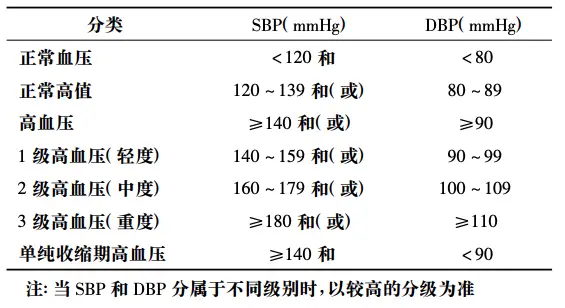 分类 SBP( mmHg) DBP( mmHg)
正常血压 <120 和 <80
正常高值 120~139 和(或) 80~89
高血压 ≥140 和(或) ≥90
1 级高血压(轻度) 140~159 和(或) 90~99
2 级高血压(中度) 160~179 和(或) 100~109
3 级高血压(重度) ≥180 和(或) ≥110
单纯收缩期高血压 ≥140 和 <90
注: 当 SBP 和 DBP 分属于不同级别时,以较高的分级为准